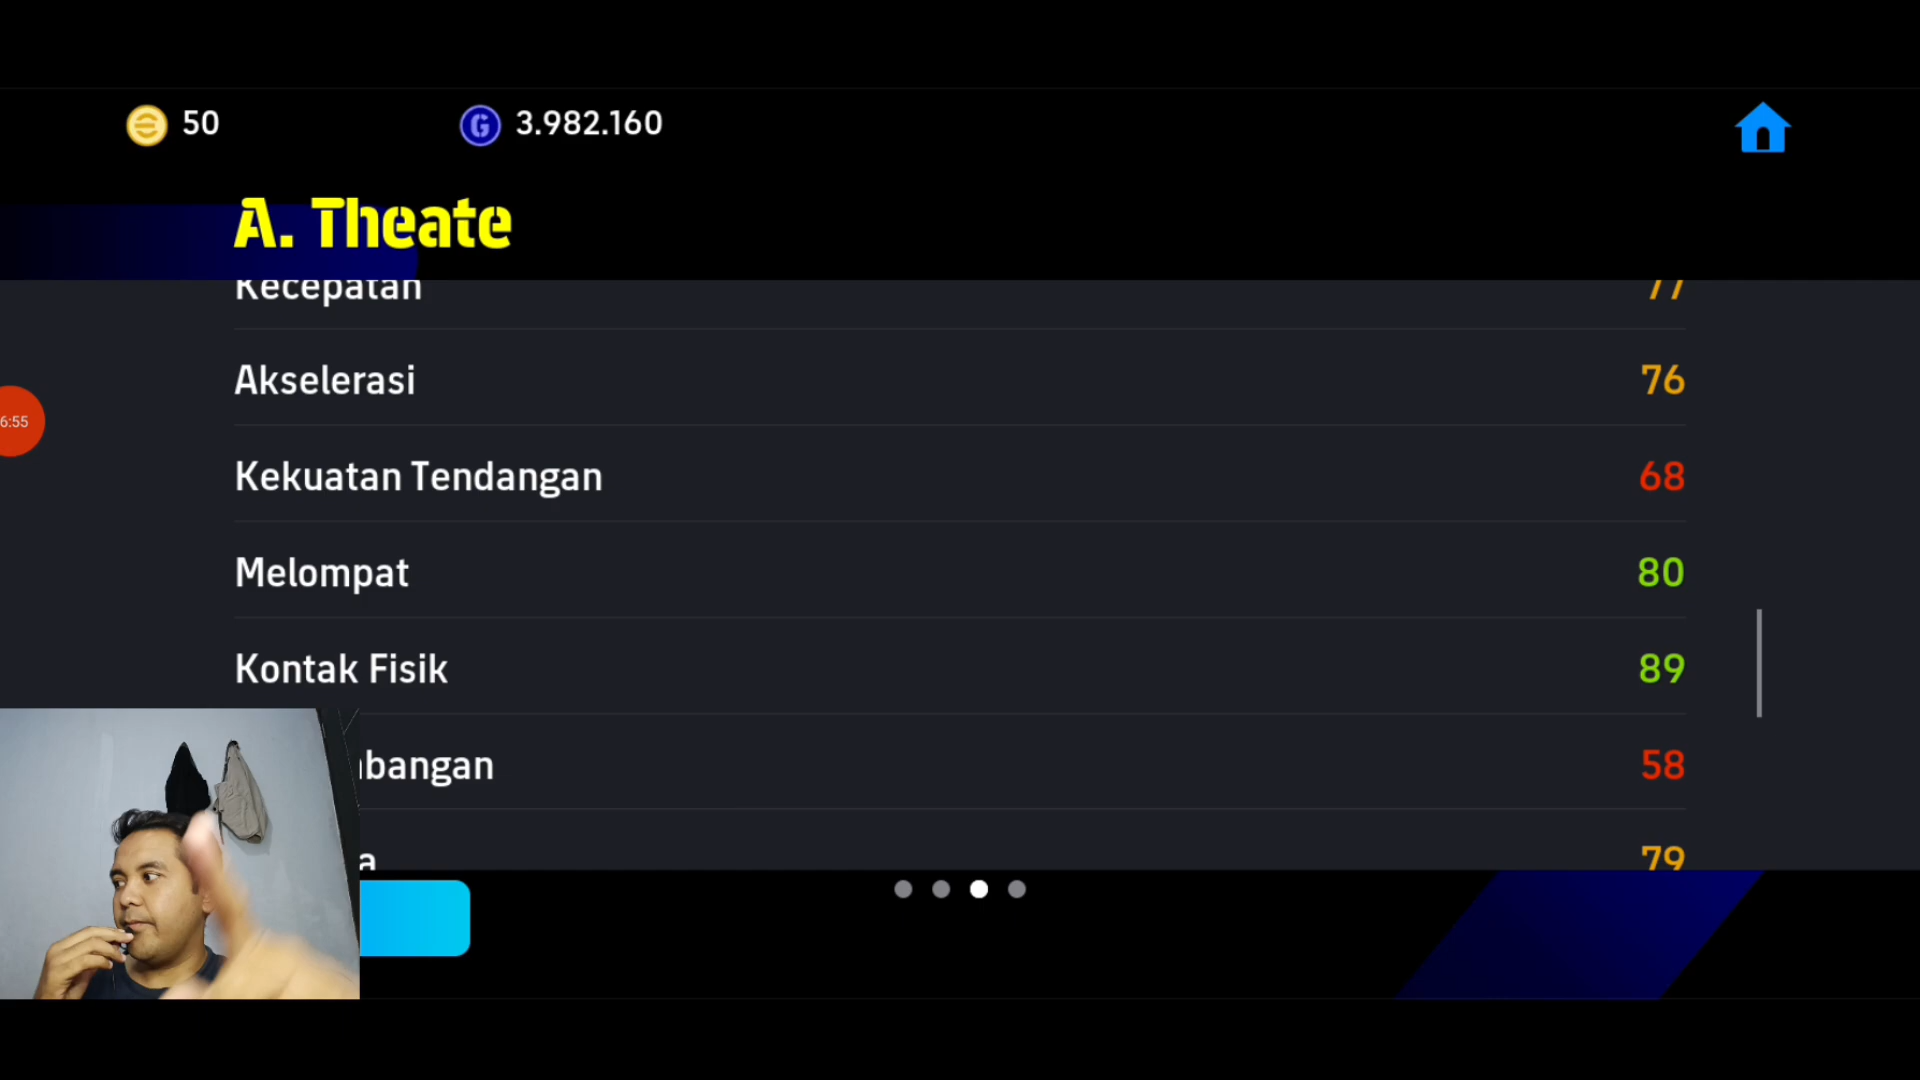 50
3.982.160
A. Theate
Kecepatan 77
Akselerasi 76
6:55
Kekuatan Tendangan 68
Melompat 80
Kontak Fisik 89
bangan 58
a 79